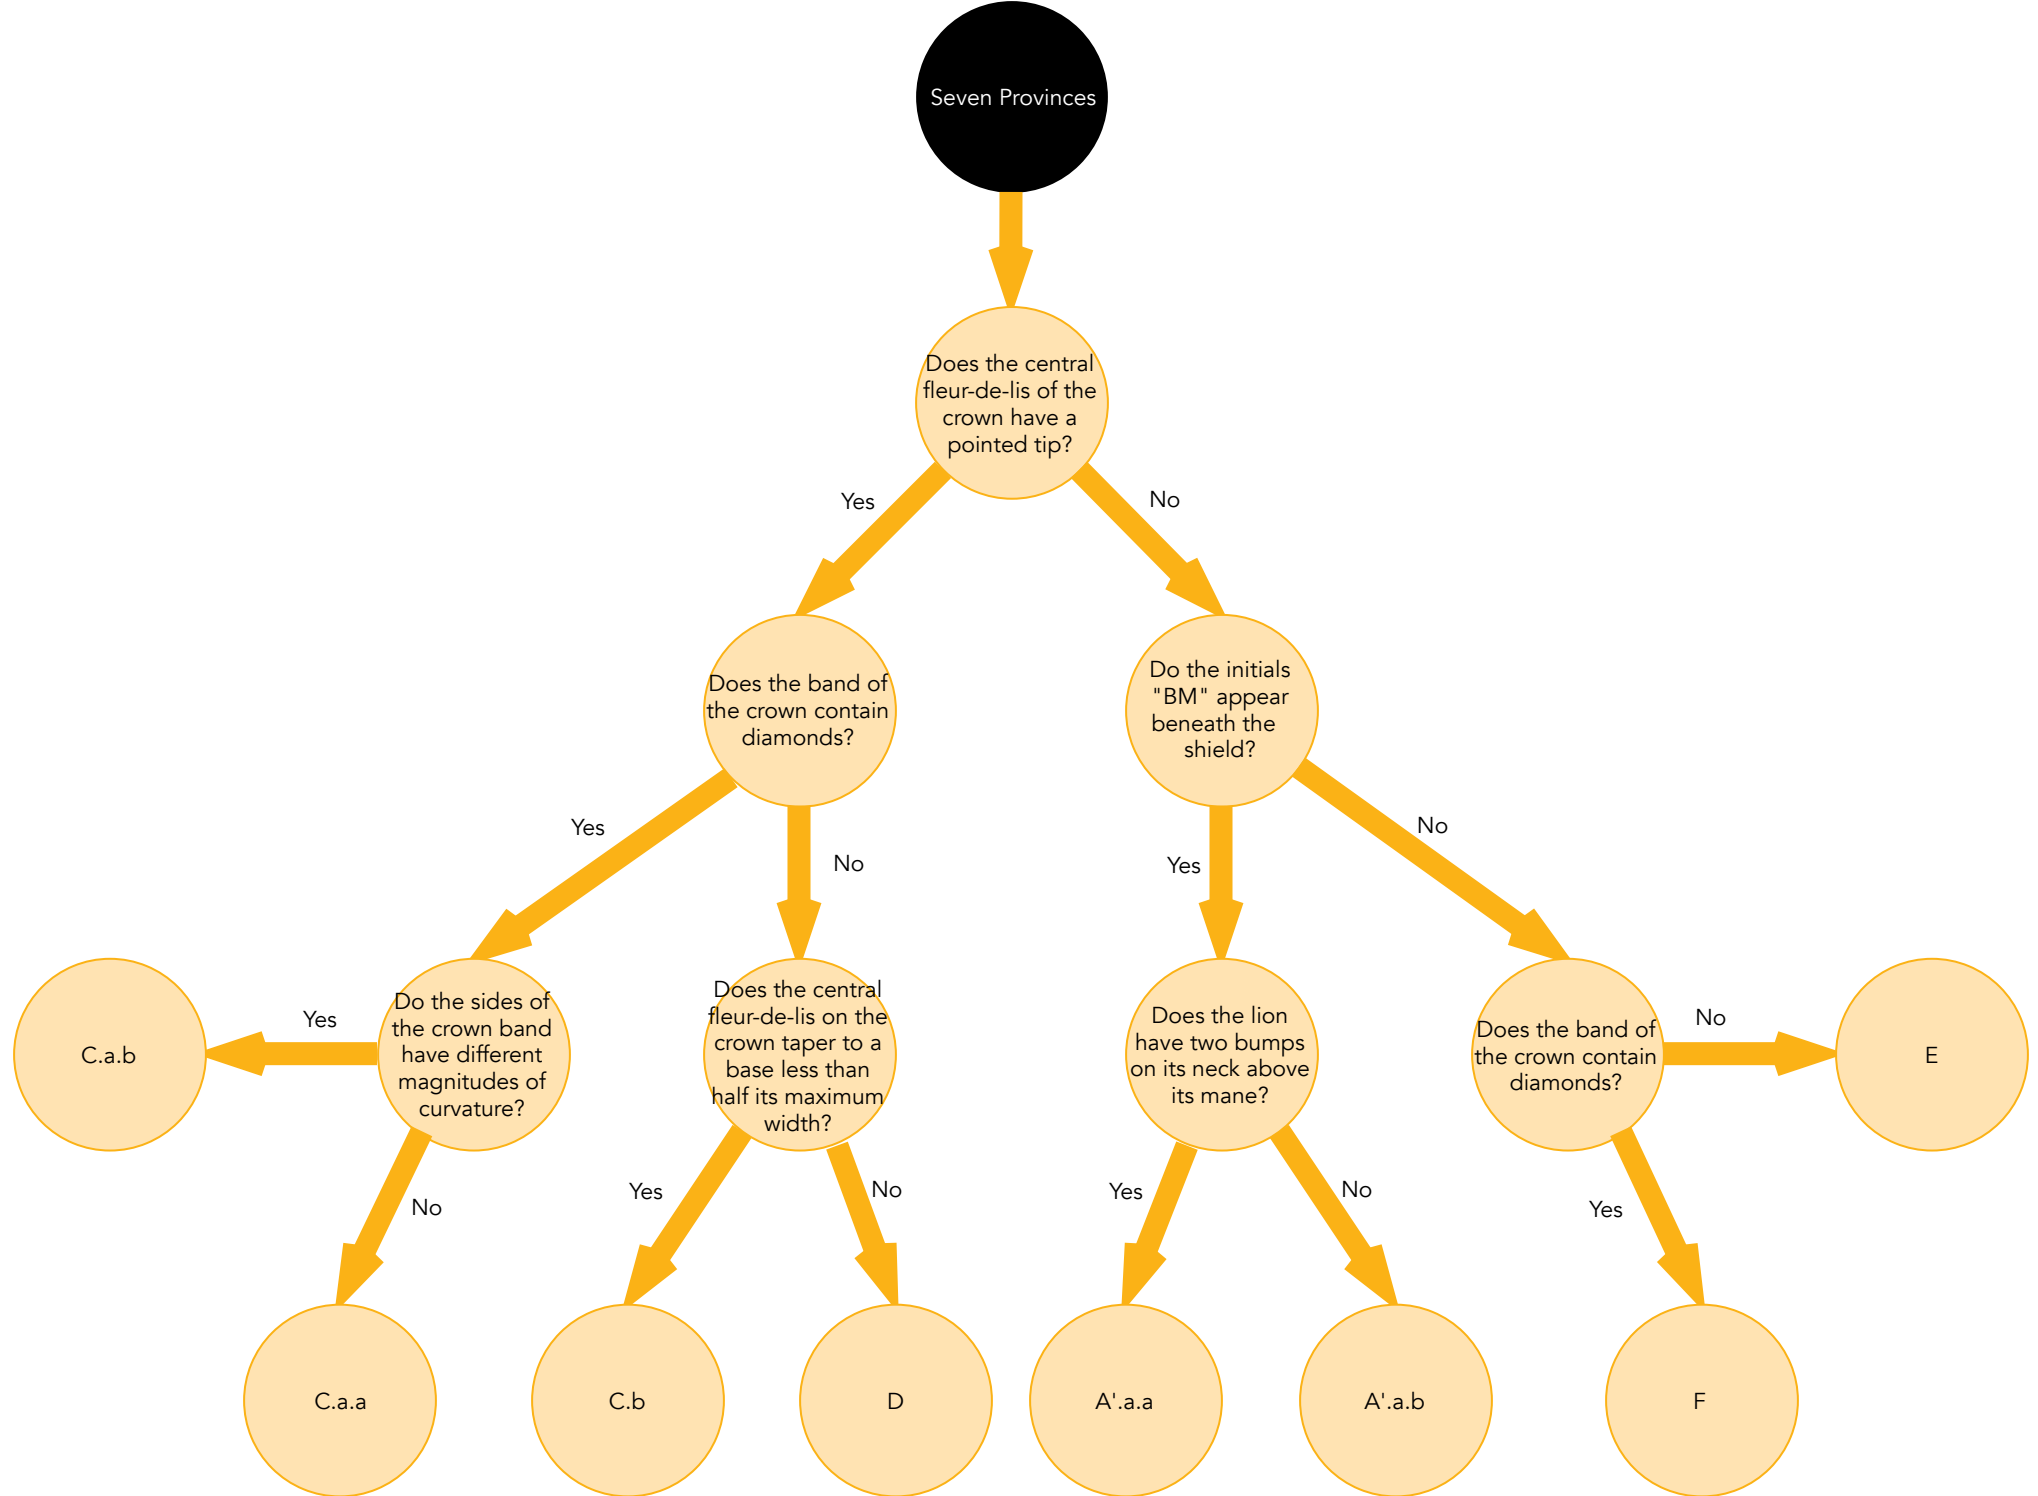 Seven Provinces
Does the central
fleur-de-lis of the
crown have a
pointed tip?
Yes
No
Does the band of
the crown contain
diamonds?
Do the initials
"BM" appear
beneath the
shield?
Yes
No
Yes
No
C.a.b
Yes
Do the sides of
the crown band
have different
magnitudes of
curvature?
Does the central
fleur-de-lis on the
crown taper to a
base less than
half its maximum
width?
Does the lion
have two bumps
on its neck above
its mane?
Does the band of
the crown contain
diamonds?
No
E
No
Yes
No
Yes
No
Yes
C.a.a
C.b
D
A'.a.a
A'.a.b
F